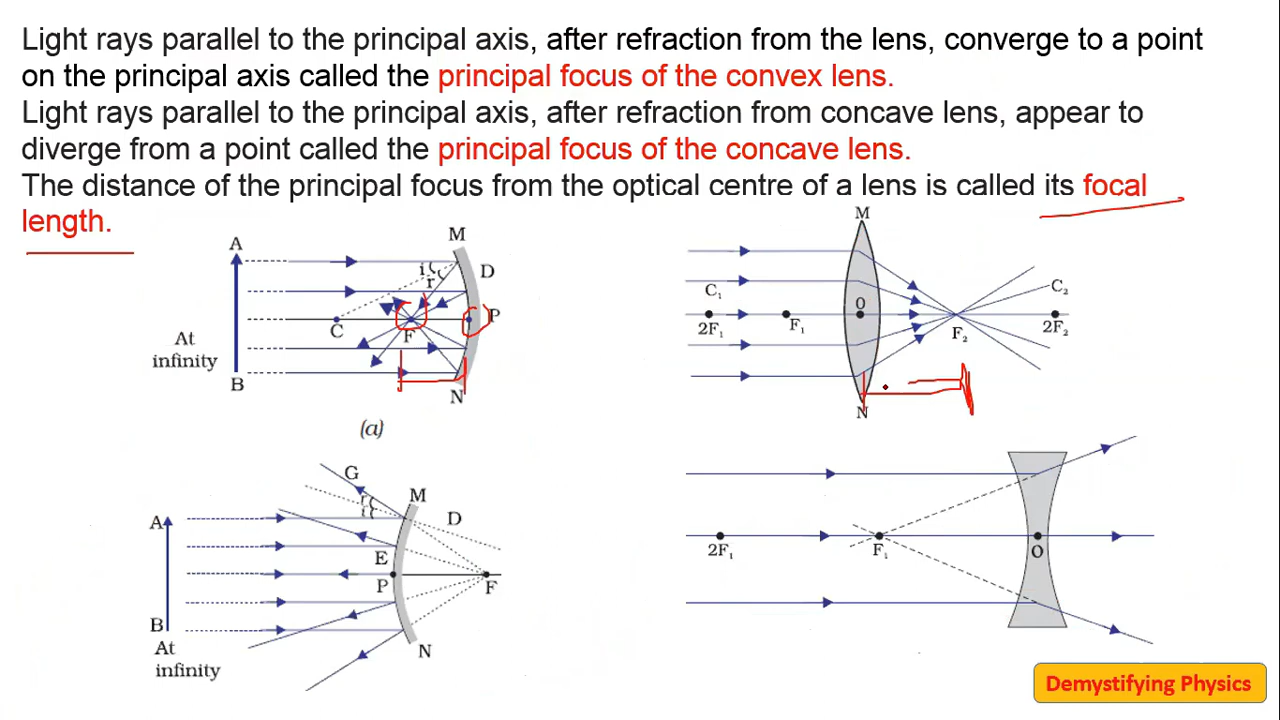 Light rays parallel to the principal axis, after refraction from the lens, converge to a point
on the principal axis called the principal focus of the convex lens.
Light rays parallel to the principal axis, after refraction from concave lens, appear to
diverge from a point called the principal focus of the concave lens.
The distance of the principal focus from the optical centre of a lens is called its focal
length.
A
M
D
i
r
C
F
P
At
infinity
B
N
(a)
M
C₁
O
C₂
2F₁
F₁
F₂
2F₂
N
G
M
A
r
i
D
E
P
F
B
N
At
infinity
2F₁
F₁
O
Demystifying Physics